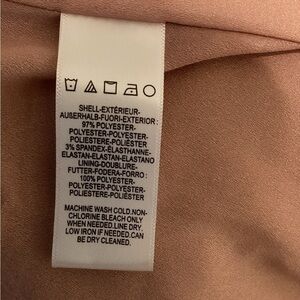 SHELL-EXTÉRIEUR-
AUBERHALB-FUORI-EXTERIOR:
97% POLYESTER-
POLYESTER-POLYESTER-
POLIESTERE-POLIÉSTER
3% SPANDEX-ÉLASTHANNE-
ELASTAN-ELASTAN-ELASTANO
LINING-DOUBLURE-
FUTTER-FODERA-FORRO:
100% POLYESTER-
POLYESTER-POLYESTER-
POLIESTERE-POLIÉSTER
MACHINE WASH COLD.NON-
CHLORINE BLEACH ONLY
WHEN NEEDED.LINE DRY.
LOW IRON IF NEEDED.CAN
BE DRY CLEANED.